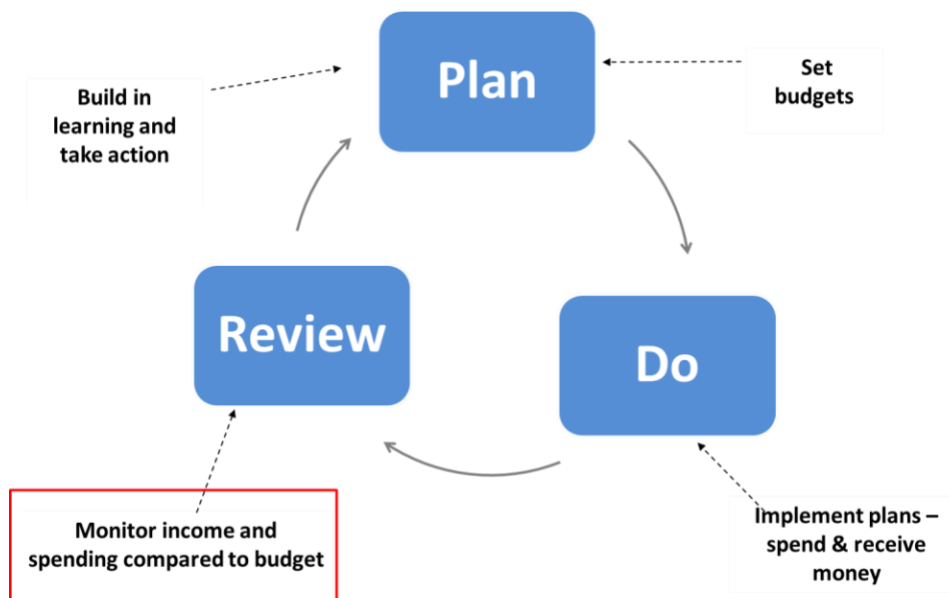 Plan
Set
budgets
Build in
learning and
take action
Review
Do
Monitor income and
spending compared to budget
Implement plans –
spend & receive
money